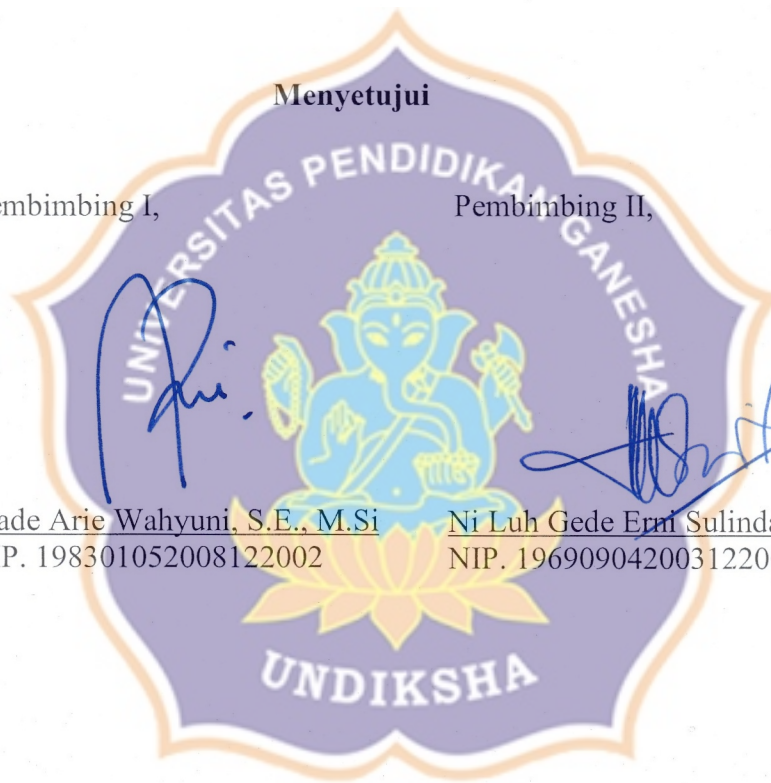 Menyetujui
embimbing I,
Pembimbing II,
UNIVERSITAS PENDIDIKAN GANESHA
ade Arie Wahyuni, S.E., M.Si
P. 198301052008122002
Ni Luh Gede Erni Sulinda
NIP. 1969090420031220
UNDIKSHA